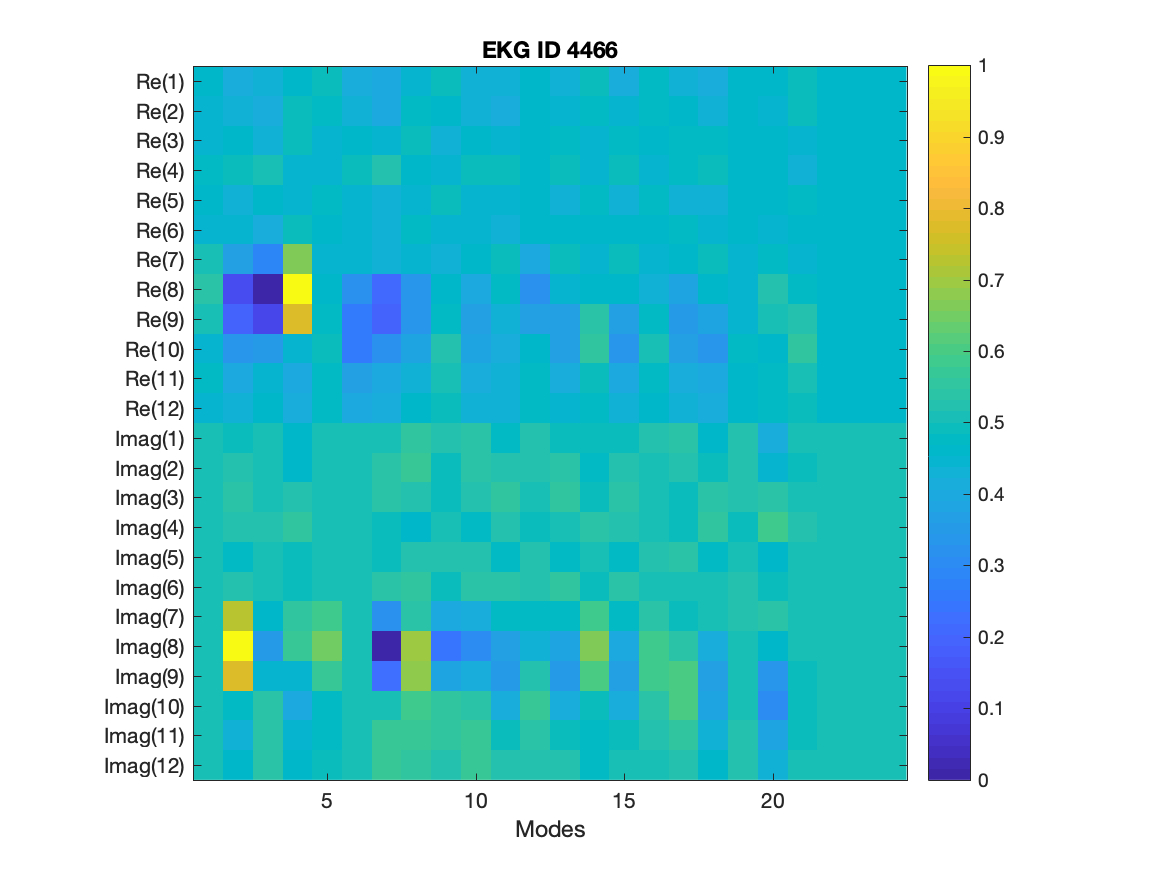 EKG ID 4466
Re(1)
Re(2)
Re(3)
Re(4)
Re(5)
Re(6)
Re(7)
Re(8)
Re(9)
Re(10)
Re(11)
Re(12)
Imag(1)
Imag(2)
Imag(3)
Imag(4)
Imag(5)
Imag(6)
Imag(7)
Imag(8)
Imag(9)
Imag(10)
Imag(11)
Imag(12)
5 10 15 20
Modes
1
0.9
0.8
0.7
0.6
0.5
0.4
0.3
0.2
0.1
0